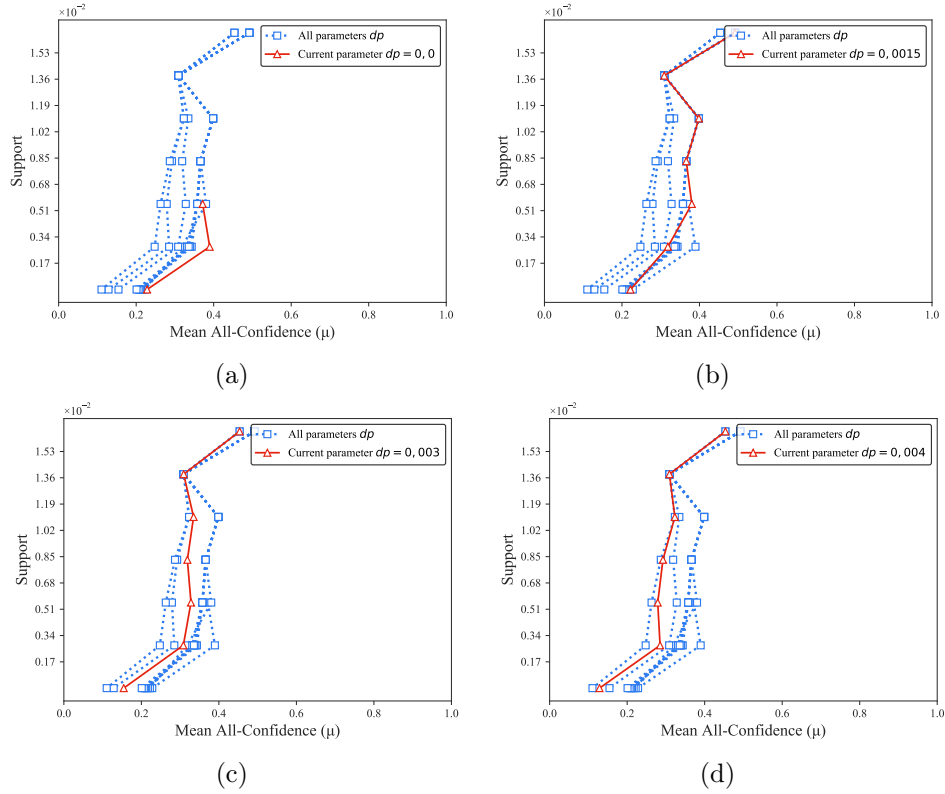 ×10⁻²
All parameters dp
Current parameter dp = 0, 0
1.53
1.36
1.19
1.02
0.85
0.68
0.51
0.34
0.17
Support
0.0 0.2 0.4 0.6 0.8 1.0
Mean All-Confidence (μ)
(a)
×10⁻²
All parameters dp
Current parameter dp = 0, 0015
1.53
1.36
1.19
1.02
0.85
0.68
0.51
0.34
0.17
Support
0.0 0.2 0.4 0.6 0.8 1.0
Mean All-Confidence (μ)
(b)
×10⁻²
All parameters dp
Current parameter dp = 0, 003
1.53
1.36
1.19
1.02
0.85
0.68
0.51
0.34
0.17
Support
0.0 0.2 0.4 0.6 0.8 1.0
Mean All-Confidence (μ)
(c)
×10⁻²
All parameters dp
Current parameter dp = 0, 004
1.53
1.36
1.19
1.02
0.85
0.68
0.51
0.34
0.17
Support
0.0 0.2 0.4 0.6 0.8 1.0
Mean All-Confidence (μ)
(d)